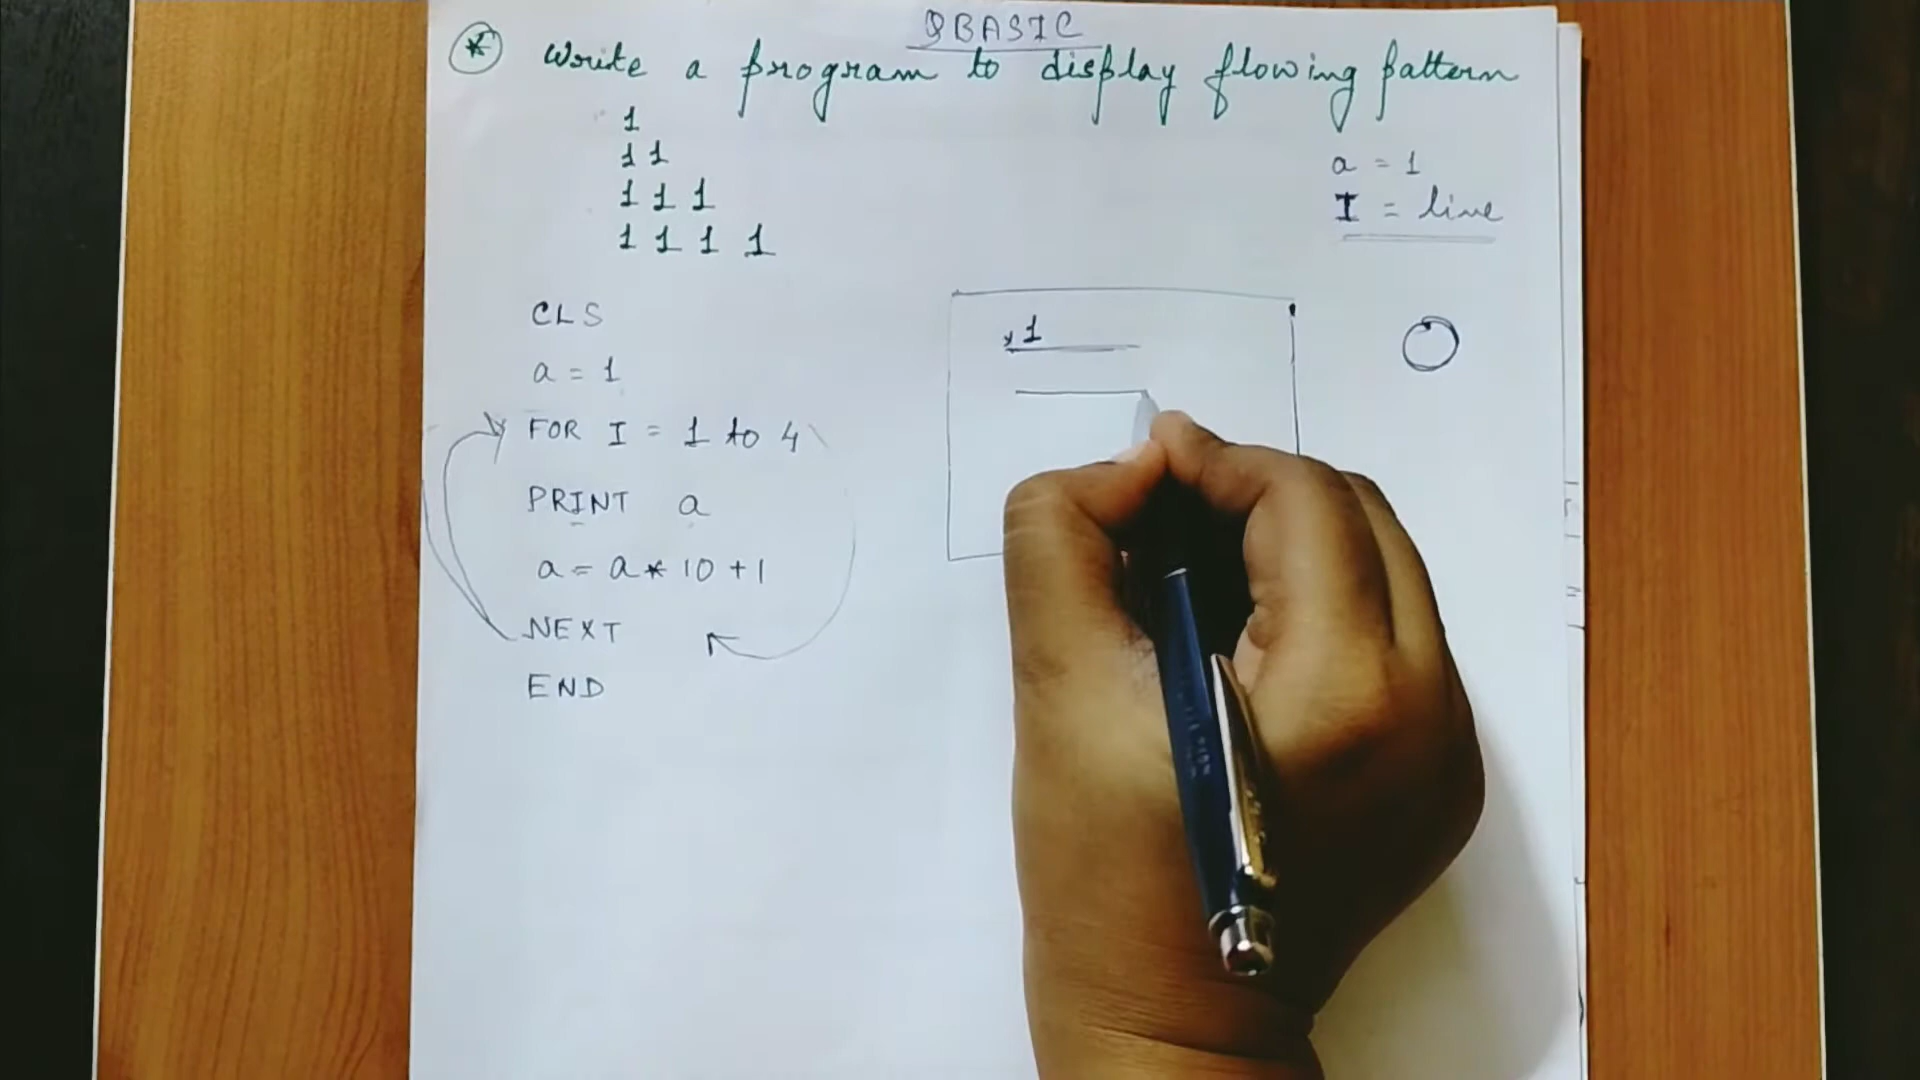 QBASIC
* Write a program to display flowing pattern
1
1 1
1 1 1
1 1 1 1
a = 1
I = line
CLS
a = 1
FOR I = 1 to 4
PRINT a
a = a * 10 + 1
NEXT
END
x 1